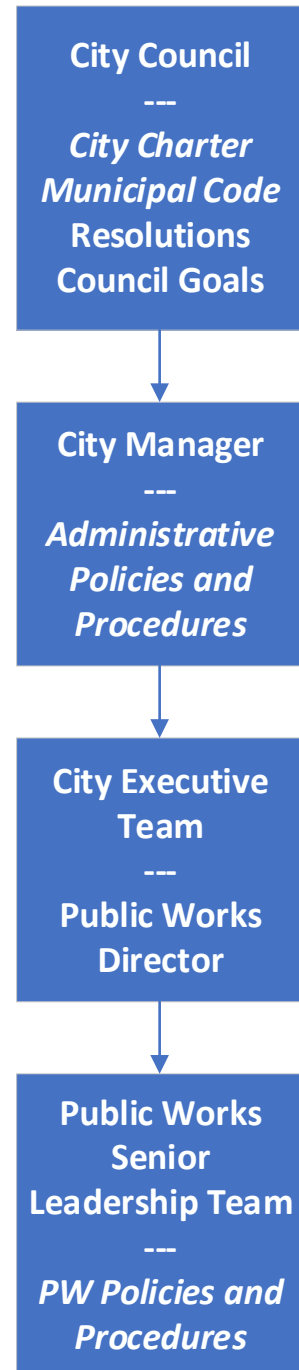 City Council
---
City Charter
Municipal Code
Resolutions
Council Goals
City Manager
---
Administrative
Policies and
Procedures
City Executive
Team
---
Public Works
Director
Public Works
Senior
Leadership Team
---
PW Policies and
Procedures